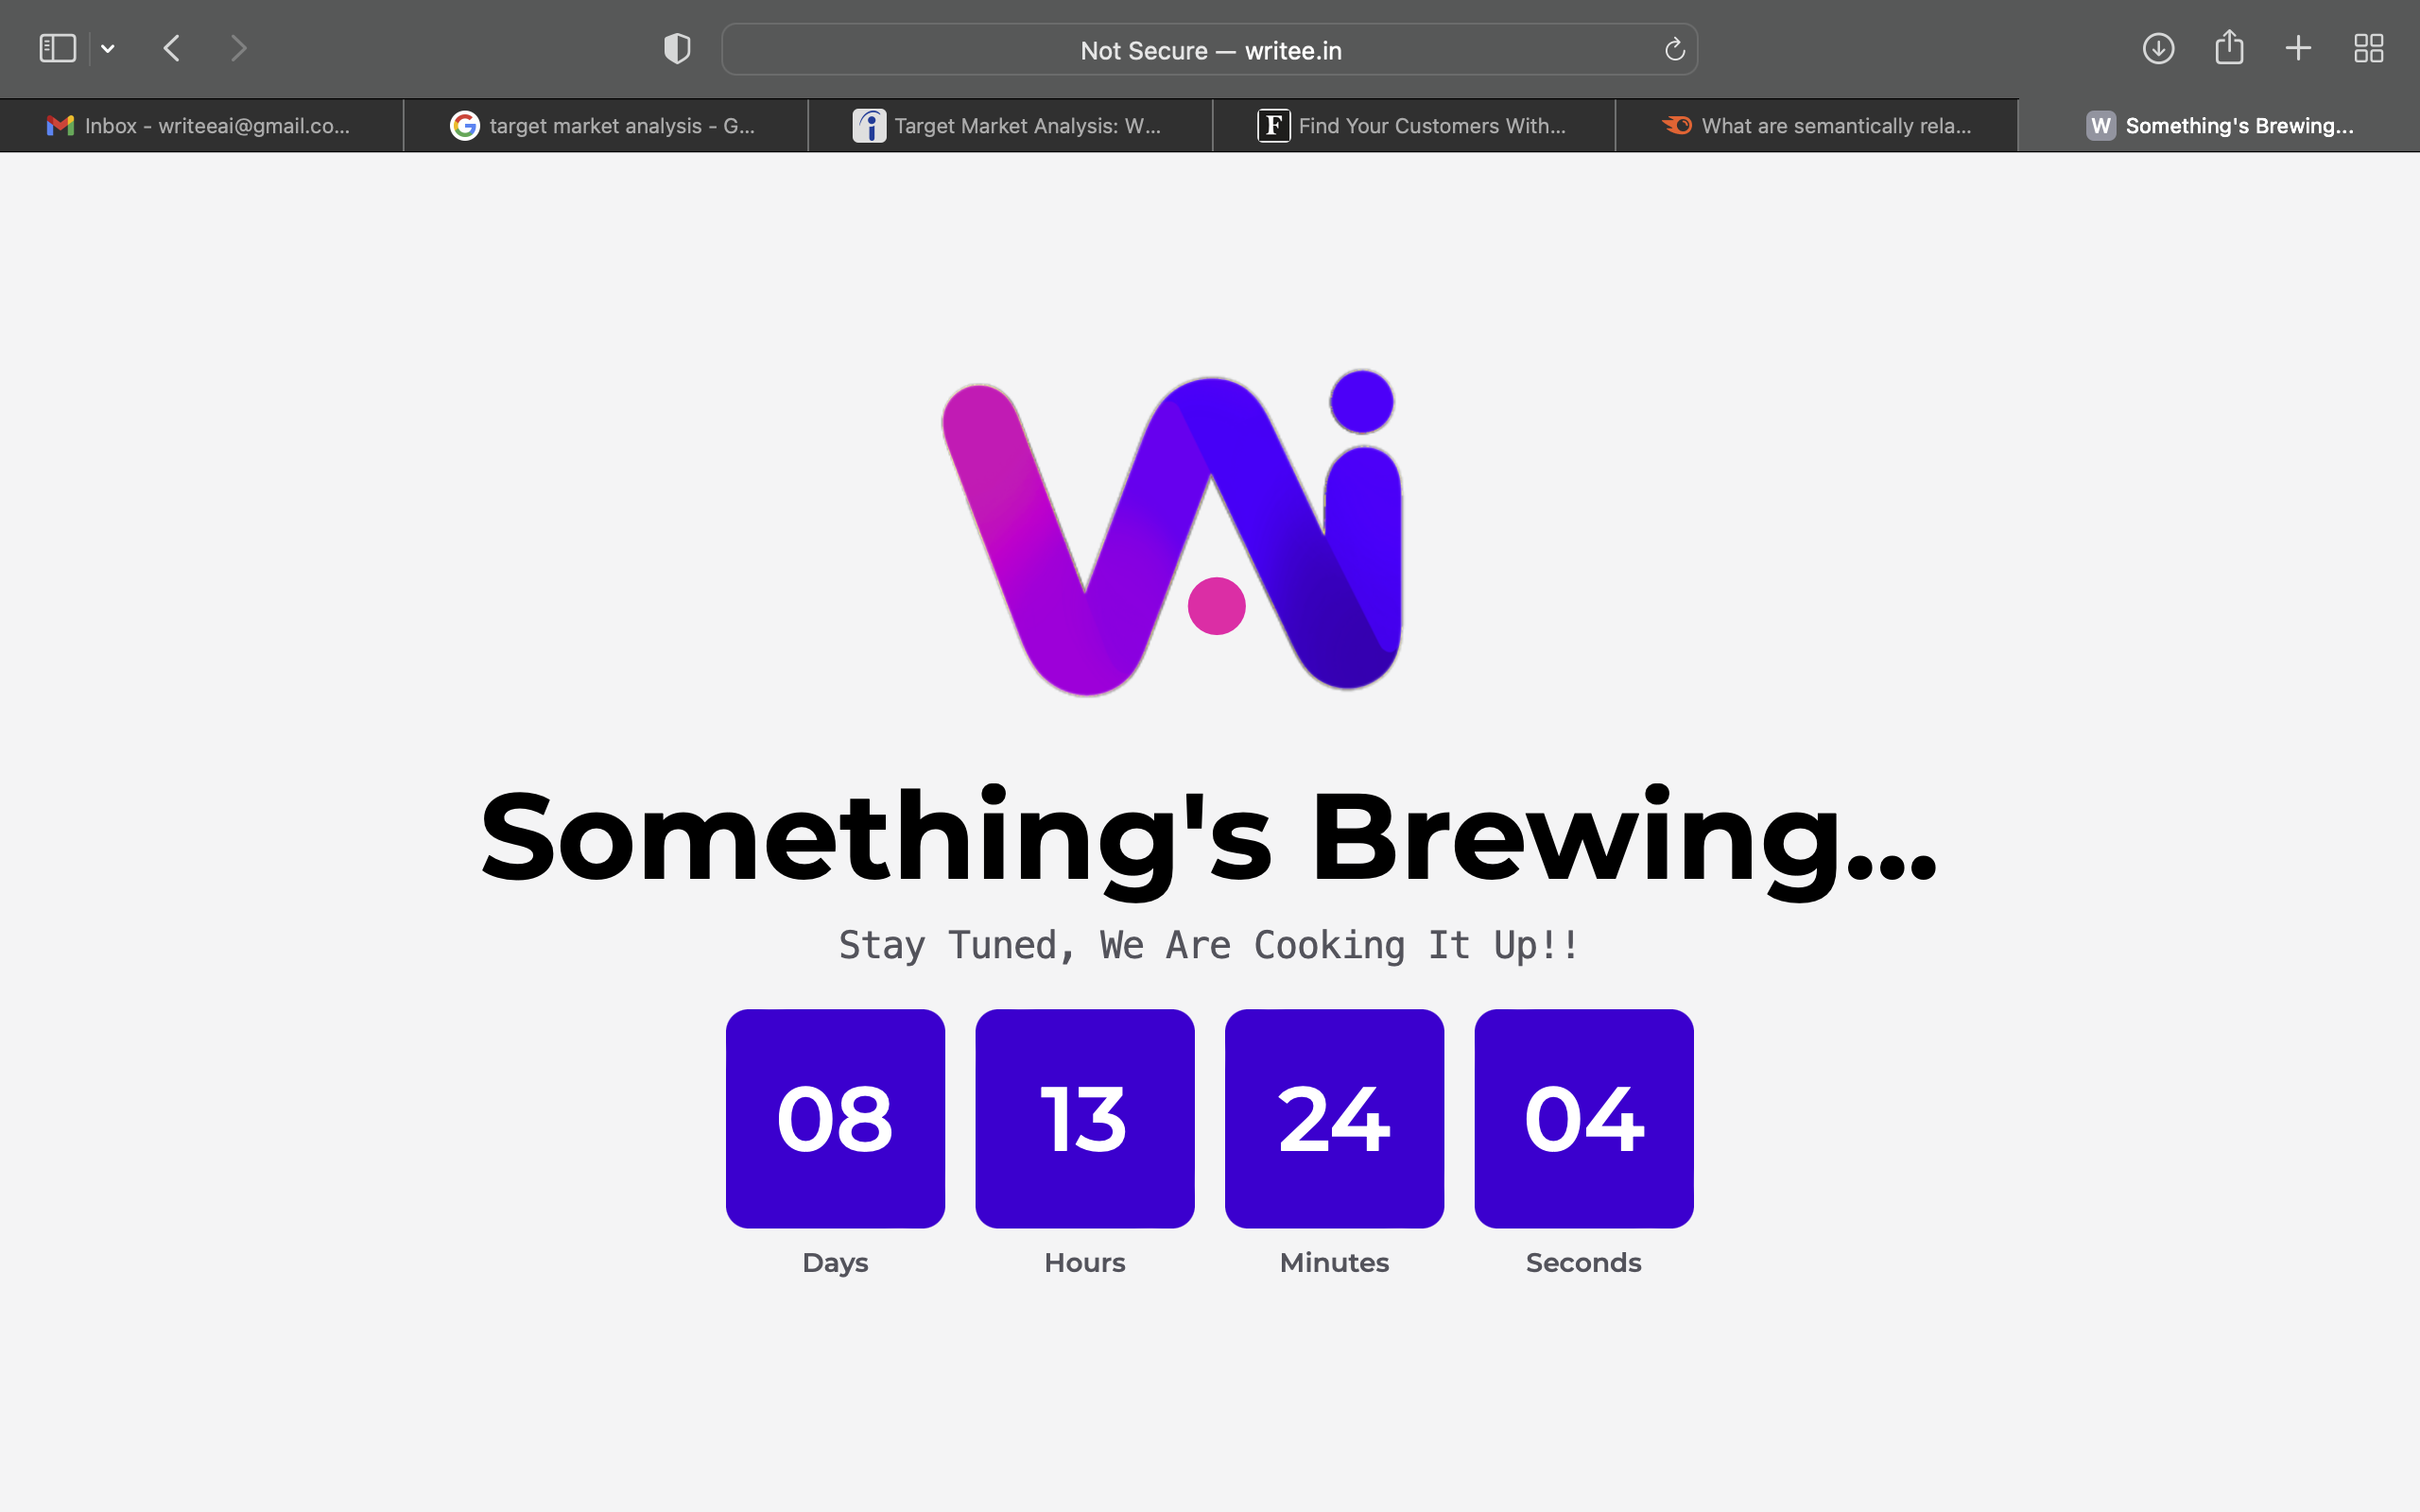 Not Secure — writee.in
Inbox - writeeai@gmail.co...
target market analysis - G...
Target Market Analysis: W...
F Find Your Customers With...
What are semantically rela...
W Something's Brewing...
Something's Brewing...
Stay Tuned, We Are Cooking It Up!!
08 13 24 04
Days Hours Minutes Seconds